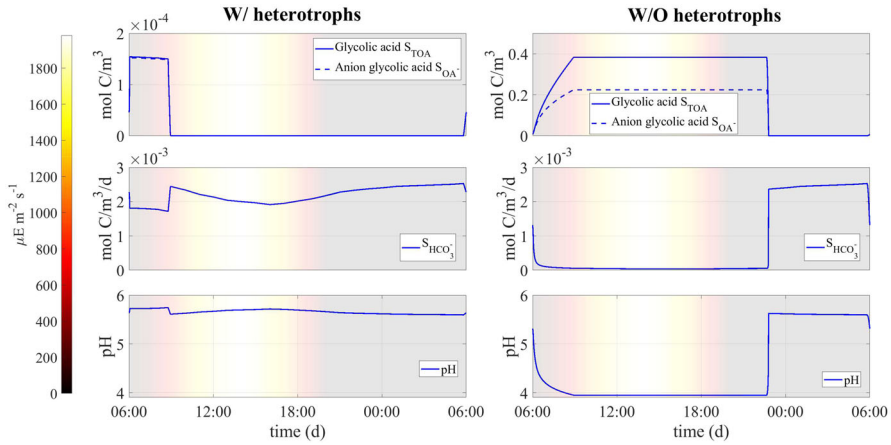 W/ heterotrophs
W/O heterotrophs
×10⁻⁴
2
1
0
mol C/m³
Glycolic acid S_TOA
Anion glycolic acid S_OA⁻
0.4
0.2
0
mol C/m³
Glycolic acid S_TOA
Anion glycolic acid S_OA⁻
1800
1600
1400
1200
1000
800
600
400
200
0
μE m⁻² s⁻¹
×10⁻³
3
2
1
0
mol C/m³/d
S_HCO₃⁻
×10⁻³
3
2
1
0
mol C/m³/d
S_HCO₃⁻
6
5
4
pH
pH
6
5
4
pH
pH
06:00 12:00 18:00 00:00 06:00
time (d)
06:00 12:00 18:00 00:00 06:00
time (d)